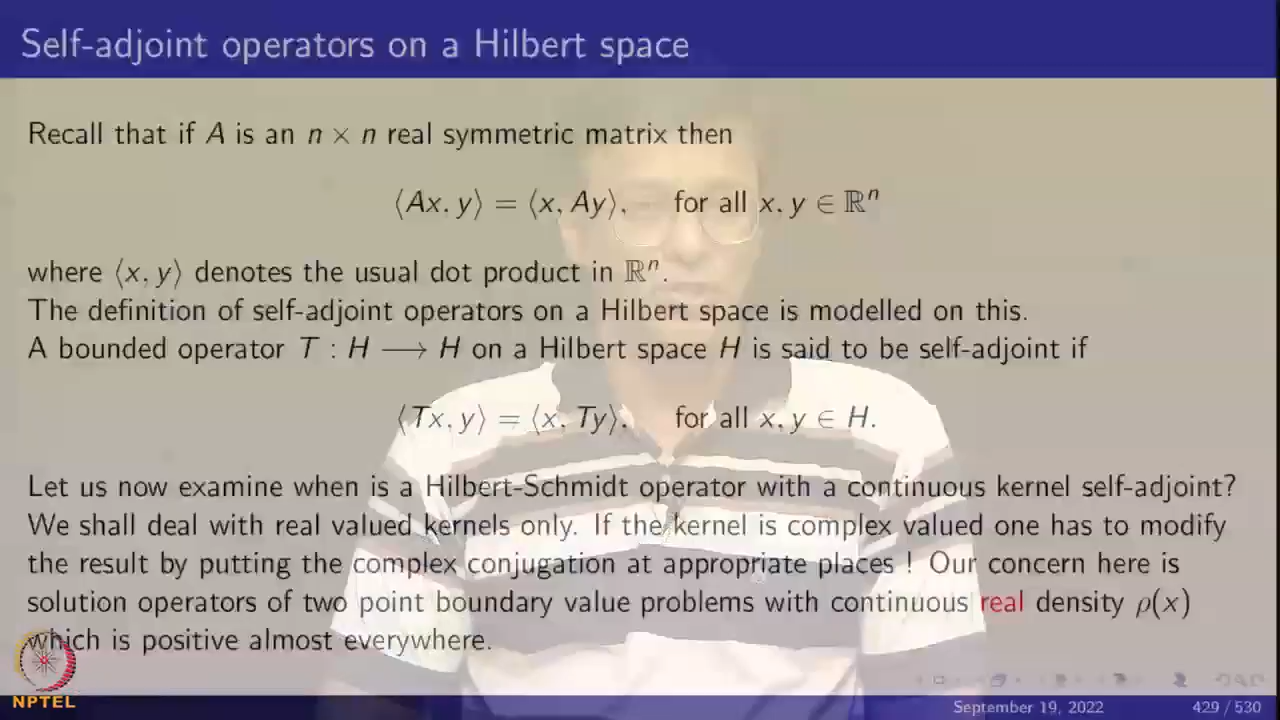 Self-adjoint operators on a Hilbert space
Recall that if A is an n × n real symmetric matrix then
⟨Ax, y⟩ = ⟨x, Ay⟩, for all x, y ∈ ℝⁿ
where ⟨x, y⟩ denotes the usual dot product in ℝⁿ.
The definition of self-adjoint operators on a Hilbert space is modelled on this.
A bounded operator T : H ⟶ H on a Hilbert space H is said to be self-adjoint if
⟨Tx, y⟩ = ⟨x, Ty⟩, for all x, y ∈ H.
Let us now examine when is a Hilbert-Schmidt operator with a continuous kernel self-adjoint?
We shall deal with real valued kernels only. If the kernel is complex valued one has to modify
the result by putting the complex conjugation at appropriate places ! Our concern here is
solution operators of two point boundary value problems with continuous real density ρ(x)
which is positive almost everywhere.
NPTEL
September 19, 2022 429 / 530